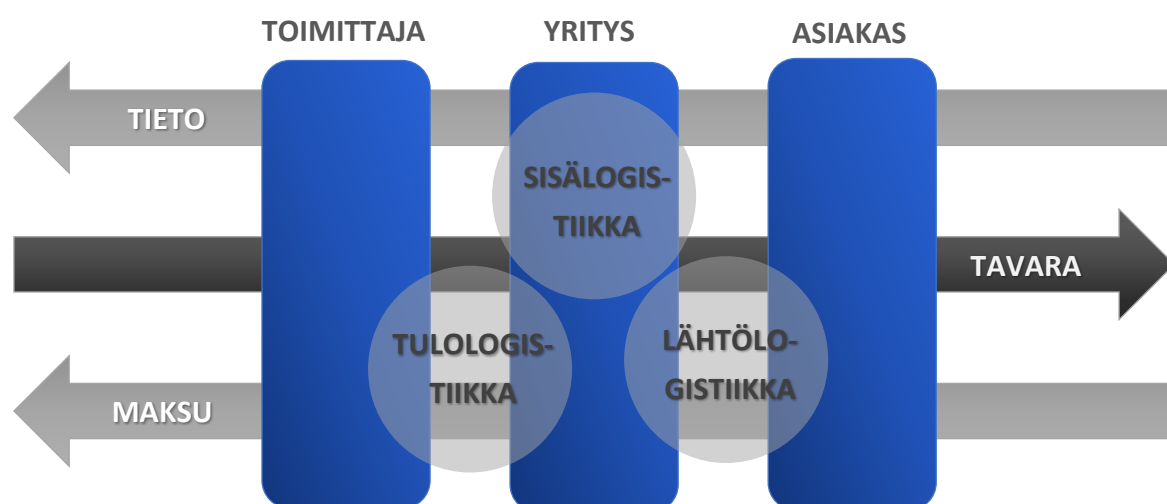 TOIMITTAJA
YRITYS
ASIAKAS
TIETO
SISÄLOGIS-
TIIKKA
TAVARA
TULOLOGIS-
TIIKKA
LÄHTÖLO-
GISTIIKKA
MAKSU